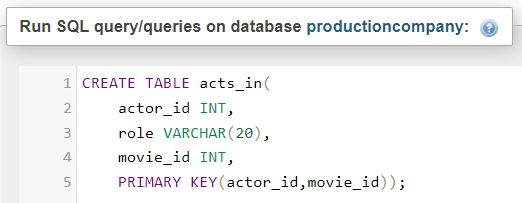 Run SQL query/queries on database productioncompany:
1 CREATE TABLE acts_in(
2 actor_id INT,
3 role VARCHAR(20),
4 movie_id INT,
5 PRIMARY KEY(actor_id,movie_id));